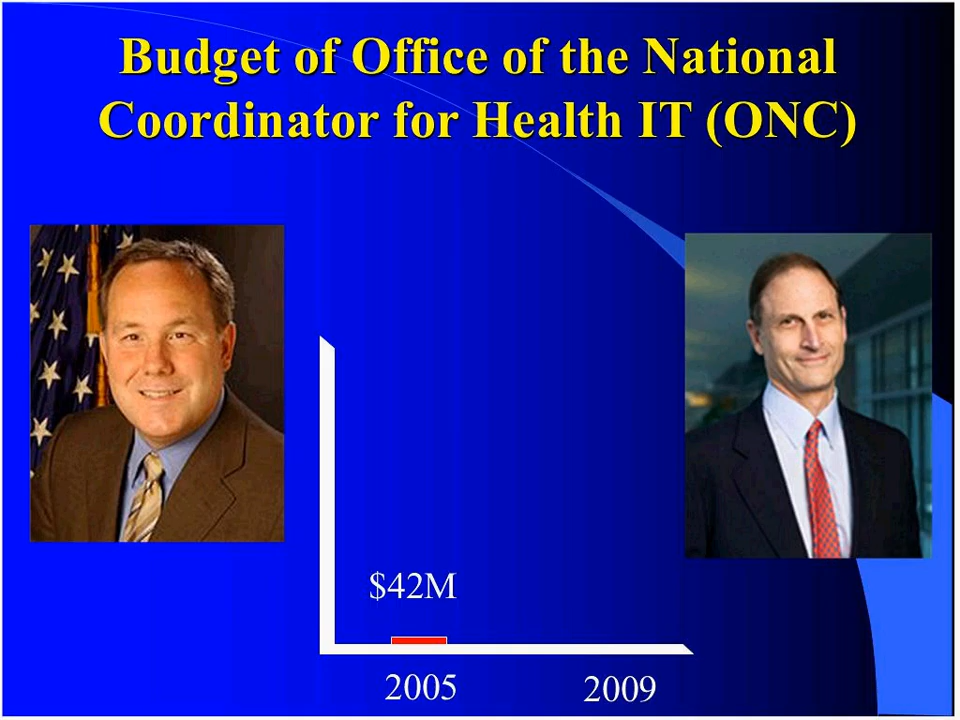 Budget of Office of the National
Coordinator for Health IT (ONC)
$42M
2005
2009